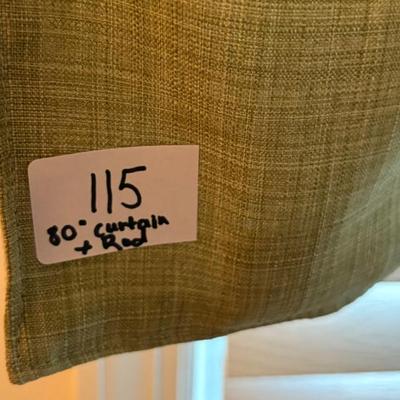 115
80" Curtain
+ Rod